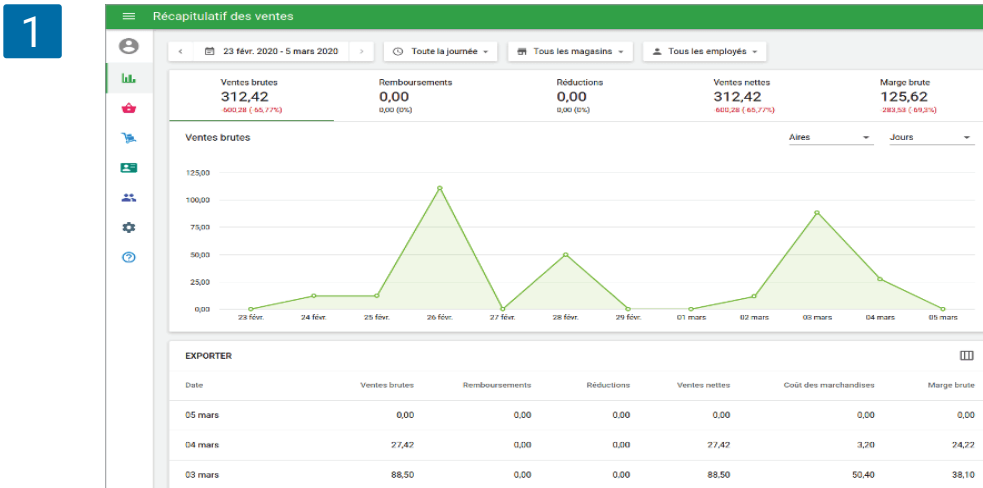 1
Récapitulatif des ventes
23 févr. 2020 - 5 mars 2020
Toute la journée
Tous les magasins
Tous les employés
Ventes brutes Remboursements Réductions Ventes nettes Marge brute
312,42 0,00 0,00 312,42 125,62
-600,28 (-65,77%) 0,00 (0%) 0,00 (0%) -600,28 (-65,77%) -283,53 (-69,3%)
Ventes brutes Aires Jours
125,00
100,00
75,00
50,00
25,00
0,00
23 févr. 24 févr. 25 févr. 26 févr. 27 févr. 28 févr. 29 févr. 01 mars 02 mars 03 mars 04 mars 05 mars
EXPORTER
Date Ventes brutes Remboursements Réductions Ventes nettes Coût des marchandises Marge brute
05 mars 0,00 0,00 0,00 0,00 0,00 0,00
04 mars 27,42 0,00 0,00 27,42 3,20 24,22
03 mars 88,50 0,00 0,00 88,50 50,40 38,10